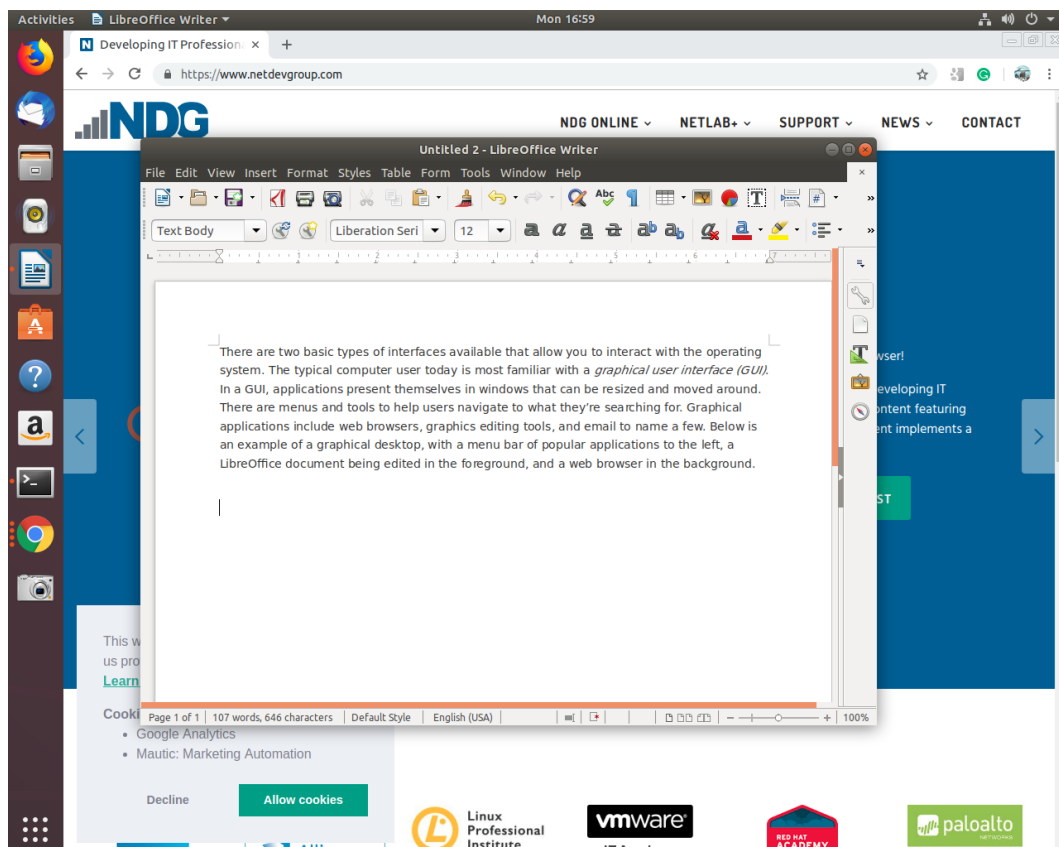 Activities LibreOffice Writer Mon 16:59
Developing IT Profession
https://www.netdevgroup.com
NDG
NDG ONLINE NETLAB+ SUPPORT NEWS CONTACT
Untitled 2 - LibreOffice Writer
File Edit View Insert Format Styles Table Form Tools Window Help
Text Body Liberation Seri 12
1 2 3 4 5 6 7
There are two basic types of interfaces available that allow you to interact with the operating
system. The typical computer user today is most familiar with a graphical user interface (GUI).
In a GUI, applications present themselves in windows that can be resized and moved around.
There are menus and tools to help users navigate to what they’re searching for. Graphical
applications include web browsers, graphics editing tools, and email to name a few. Below is
an example of a graphical desktop, with a menu bar of popular applications to the left, a
LibreOffice document being edited in the foreground, and a web browser in the background.
wser!
eveloping IT
ontent featuring
ent implements a
ST
This w
us pro
Learn
Cooki
Page 1 of 1 107 words, 646 characters Default Style English (USA) 100%
Google Analytics
Mautic: Marketing Automation
Decline Allow cookies
Linux
Professional
Institute
vmware
RED HAT
ACADEMY
paloalto
NETWORKS